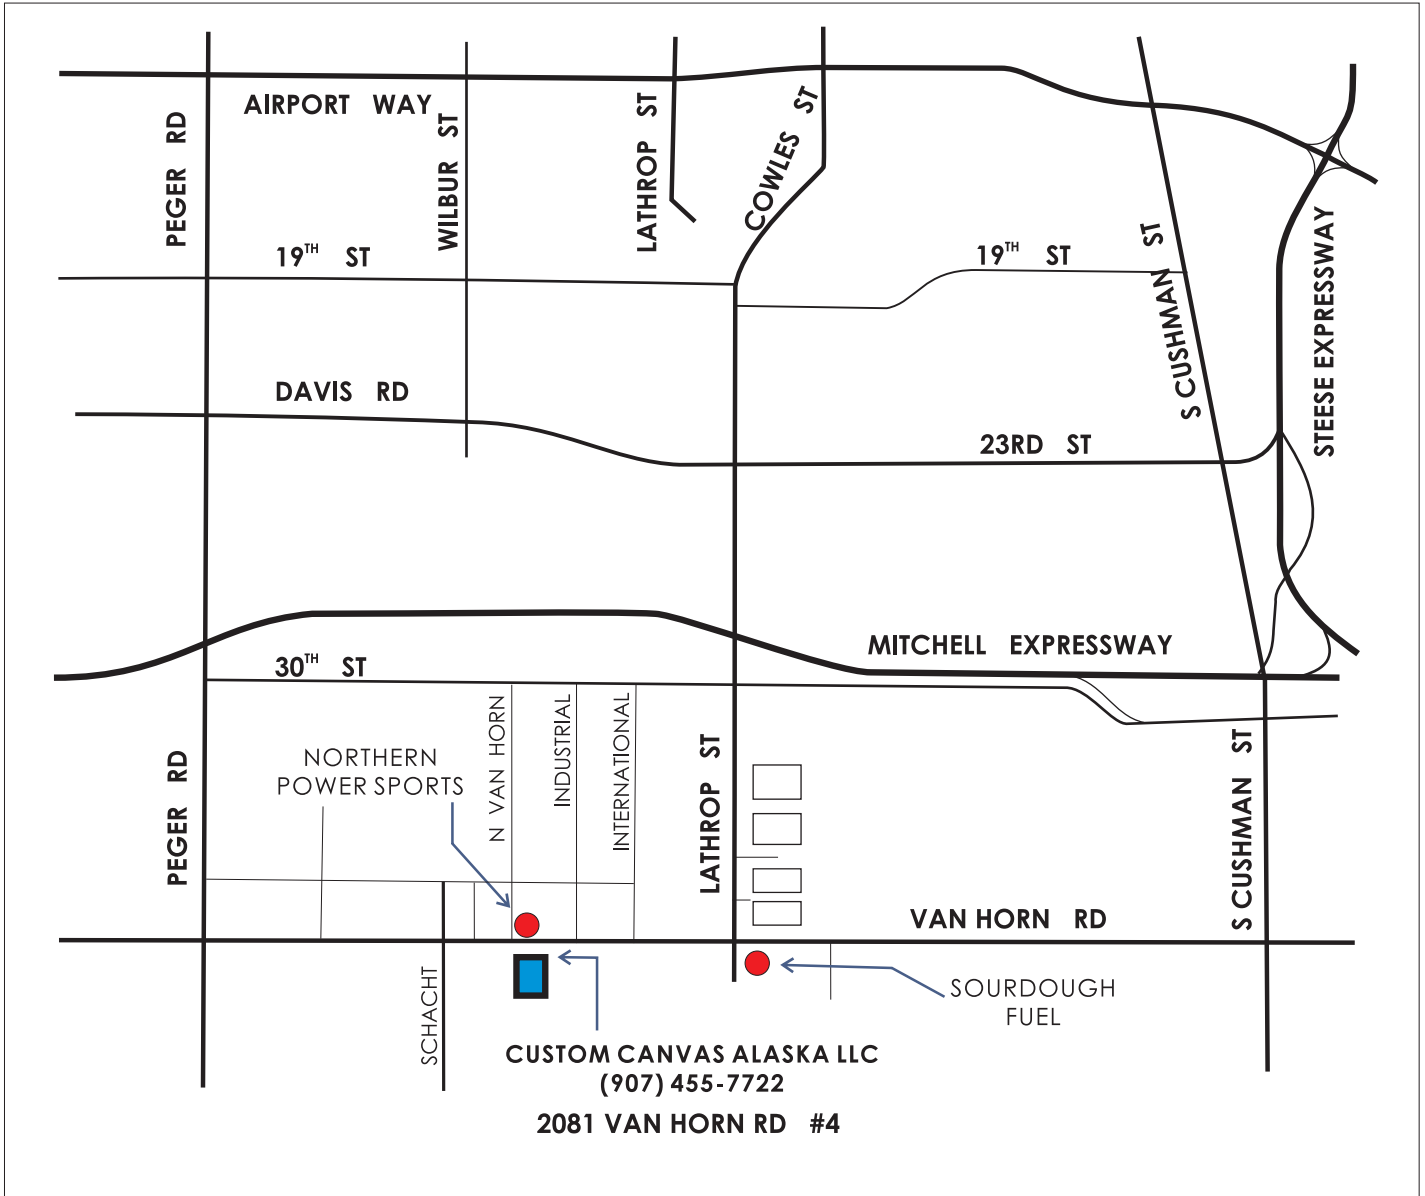 AIRPORT WAY
PEGER RD
WILBUR ST
LATHROP ST
COWLES ST
S CUSHMAN ST
STEESE EXPRESSWAY
19TH ST
19TH ST
DAVIS RD
23RD ST
MITCHELL EXPRESSWAY
30TH ST
PEGER RD
NORTHERN
POWER SPORTS
N VAN HORN
INDUSTRIAL
INTERNATIONAL
LATHROP ST
S CUSHMAN ST
VAN HORN RD
SCHACHT
SOURDOUGH
FUEL
CUSTOM CANVAS ALASKA LLC
(907) 455-7722
2081 VAN HORN RD #4